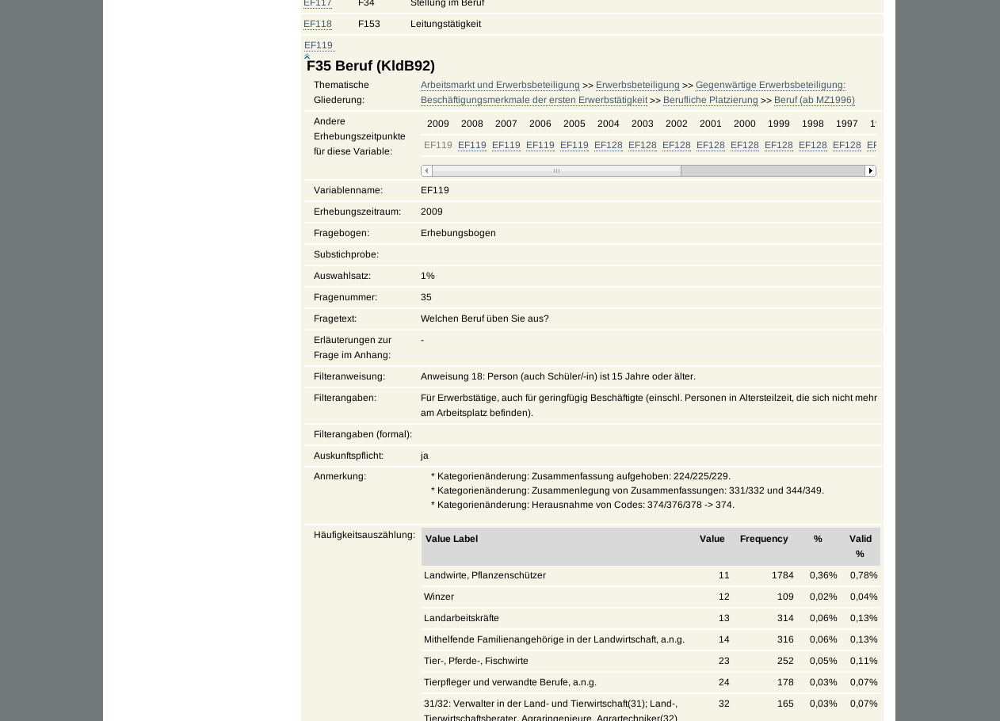 EF117 F34 Stellung im Beruf
EF118 F153 Leitungstätigkeit
EF119
F35 Beruf (KldB92)
Thematische Gliederung: Arbeitsmarkt und Erwerbsbeteiligung >> Erwerbsbeteiligung >> Gegenwärtige Erwerbsbeteiligung:
Beschäftigungsmerkmale der ersten Erwerbstätigkeit >> Berufliche Platzierung >> Beruf (ab MZ1996)
Andere Erhebungszeitpunkte für diese Variable:
2009 2008 2007 2006 2005 2004 2003 2002 2001 2000 1999 1998 1997
EF119 EF119 EF119 EF119 EF119 EF128 EF128 EF128 EF128 EF128 EF128 EF128 EF128
Variablenname: EF119
Erhebungszeitraum: 2009
Fragebogen: Erhebungsbogen
Substichprobe:
Auswahlsatz: 1%
Fragenummer: 35
Fragetext: Welchen Beruf üben Sie aus?
Erläuterungen zur Frage im Anhang: -
Filteranweisung: Anweisung 18: Person (auch Schüler/-in) ist 15 Jahre oder älter.
Filterangaben: Für Erwerbstätige, auch für geringfügig Beschäftigte (einschl. Personen in Altersteilzeit, die sich nicht mehr
am Arbeitsplatz befinden).
Filterangaben (formal):
Auskunftspflicht: ja
Anmerkung: * Kategorienänderung: Zusammenfassung aufgehoben: 224/225/229.
* Kategorienänderung: Zusammenlegung von Zusammenfassungen: 331/332 und 344/349.
* Kategorienänderung: Herausnahme von Codes: 374/376/378 -> 374.
Häufigkeitsauszählung: Value Label Value Frequency % Valid %
Landwirte, Pflanzenschützer 11 1784 0,36% 0,78%
Winzer 12 109 0,02% 0,04%
Landarbeitskräfte 13 314 0,06% 0,13%
Mithelfende Familienangehörige in der Landwirtschaft, a.n.g. 14 316 0,06% 0,13%
Tier-, Pferde-, Fischwirte 23 252 0,05% 0,11%
Tierpfleger und verwandte Berufe, a.n.g. 24 178 0,03% 0,07%
31/32: Verwalter in der Land- und Tierwirtschaft(31); Land-, 32 165 0,03% 0,07%
Tierwirtschaftsberater, Agraringenieure, Agrartechniker(32)